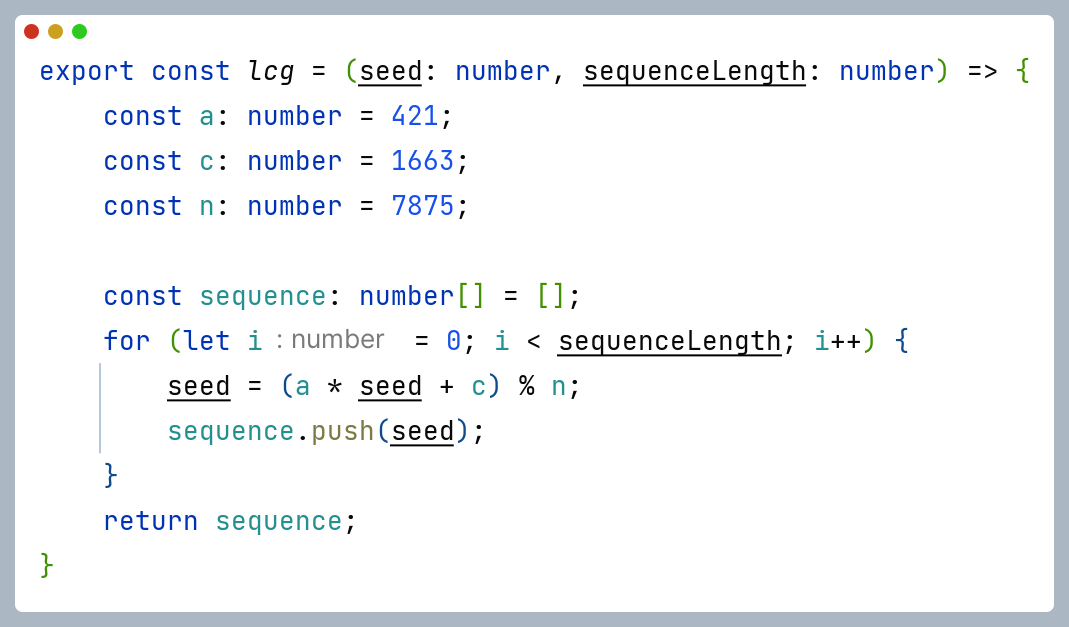 export const lcg = (seed: number, sequenceLength: number) => {
    const a: number = 421;
    const c: number = 1663;
    const n: number = 7875;

    const sequence: number[] = [];
    for (let i : number  = 0; i < sequenceLength; i++) {
        seed = (a * seed + c) % n;
        sequence.push(seed);
    }
    return sequence;
}